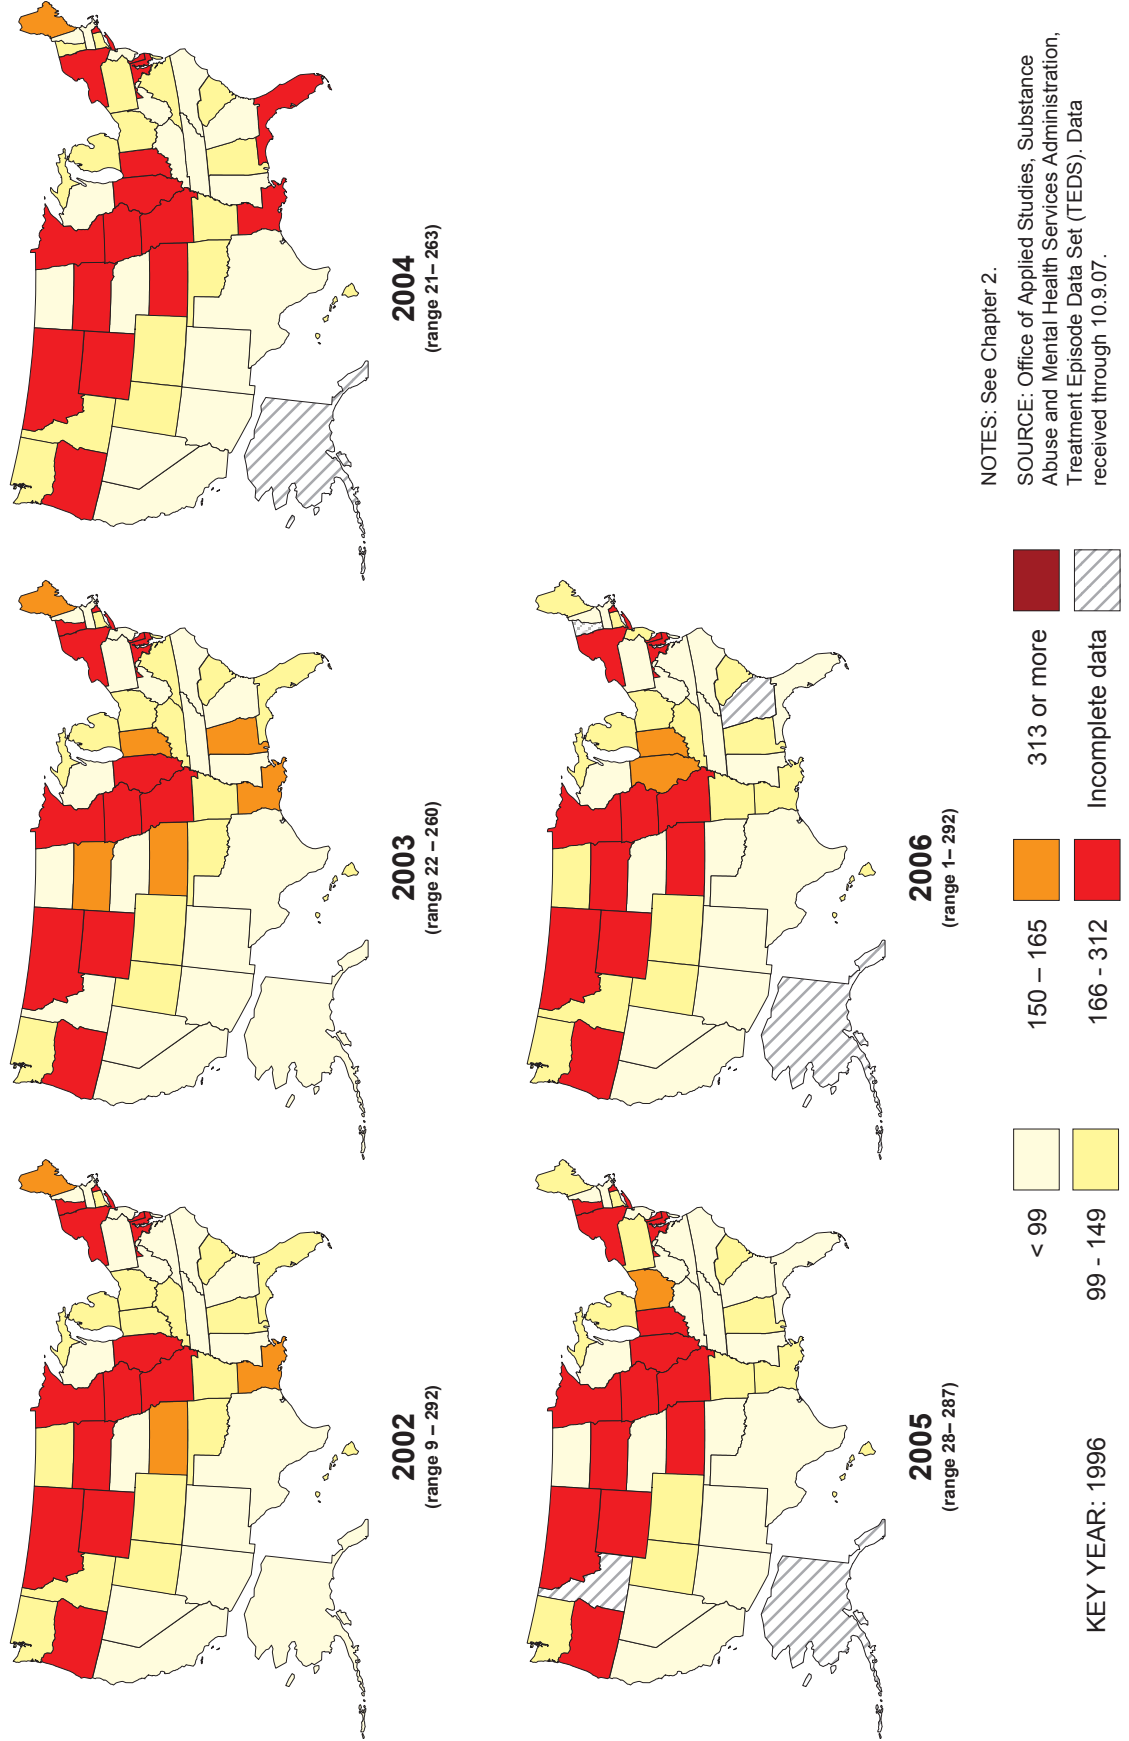 2002
(range 9 – 292)
2003
(range 22 – 260)
2004
(range 21– 263)
2005
(range 28– 287)
2006
(range 1– 292)
KEY YEAR: 1996
< 99
99 - 149
150 – 165
166 - 312
313 or more
Incomplete data
NOTES: See Chapter 2.
SOURCE: Office of Applied Studies, Substance
Abuse and Mental Health Services Administration,
Treatment Episode Data Set (TEDS). Data
received through 10.9.07.